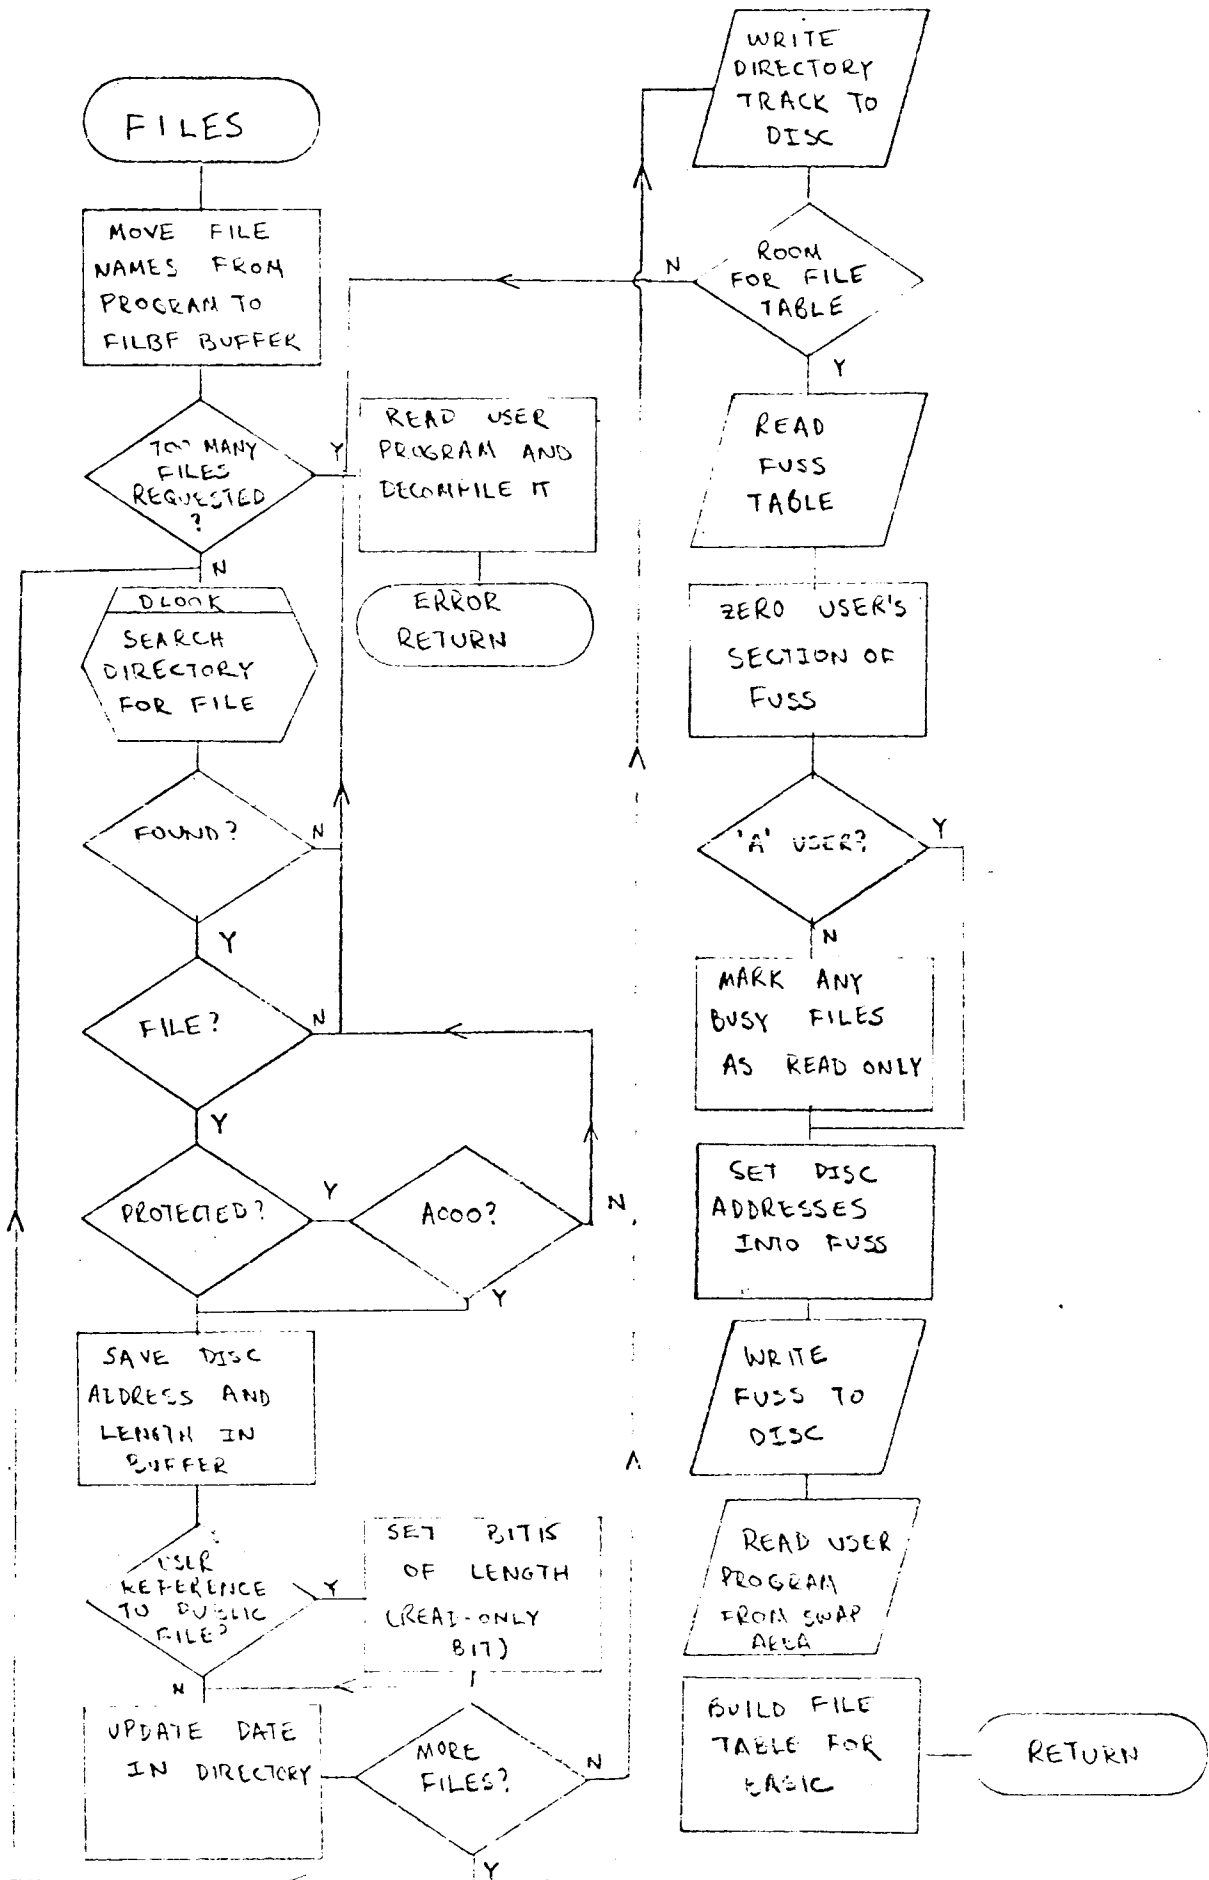 FILES
MOVE FILE
NAMES FROM
PROGRAM TO
FILBF BUFFER
TOO MANY
FILES
REQUESTED
?
Y
N
READ USER
PROGRAM AND
DECOMPILE IT
ERROR
RETURN
DLOOK
SEARCH
DIRECTORY
FOR FILE
FOUND?
N
Y
FILE?
N
Y
PROTECTED?
Y
A000?
N
Y
SAVE DISC
ADDRESS AND
LENGTH IN
BUFFER
USER
REFERENCE
TO PUBLIC
FILE?
Y
N
SET BIT15
OF LENGTH
(READ-ONLY
BIT)
UPDATE DATE
IN DIRECTORY
MORE
FILES?
N
Y
WRITE
DIRECTORY
TRACK TO
DISC
ROOM
FOR FILE
TABLE
N
Y
READ
FUSS
TABLE
ZERO USER'S
SECTION OF
FUSS
'A' USER?
Y
N
MARK ANY
BUSY FILES
AS READ ONLY
SET DISC
ADDRESSES
INTO FUSS
WRITE
FUSS TO
DISC
READ USER
PROGRAM
FROM SWAP
AREA
BUILD FILE
TABLE FOR
BASIC
RETURN